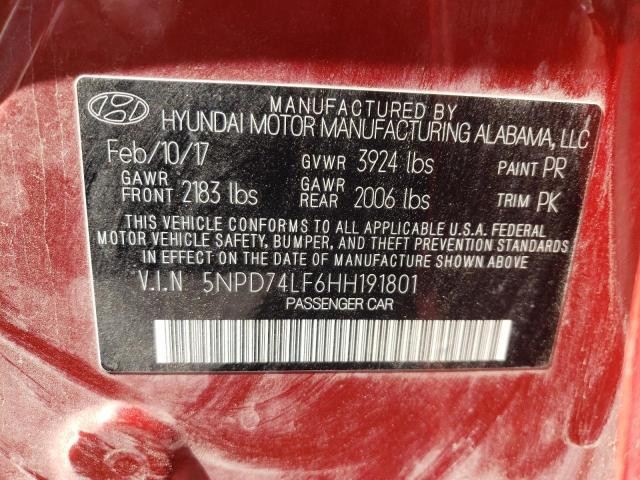 MANUFACTURED BY
HYUNDAI MOTOR MANUFACTURING ALABAMA, LLC
Feb/10/17 GVWR 3924 lbs PAINT PR
GAWR FRONT 2183 lbs GAWR REAR 2006 lbs TRIM PK
THIS VEHICLE CONFORMS TO ALL APPLICABLE U.S.A. FEDERAL
MOTOR VEHICLE SAFETY, BUMPER, AND THEFT PREVENTION STANDARDS
IN EFFECT ON THE DATE OF MANUFACTURE SHOWN ABOVE.
V.I.N 5NPD74LF6HH191801
PASSENGER CAR